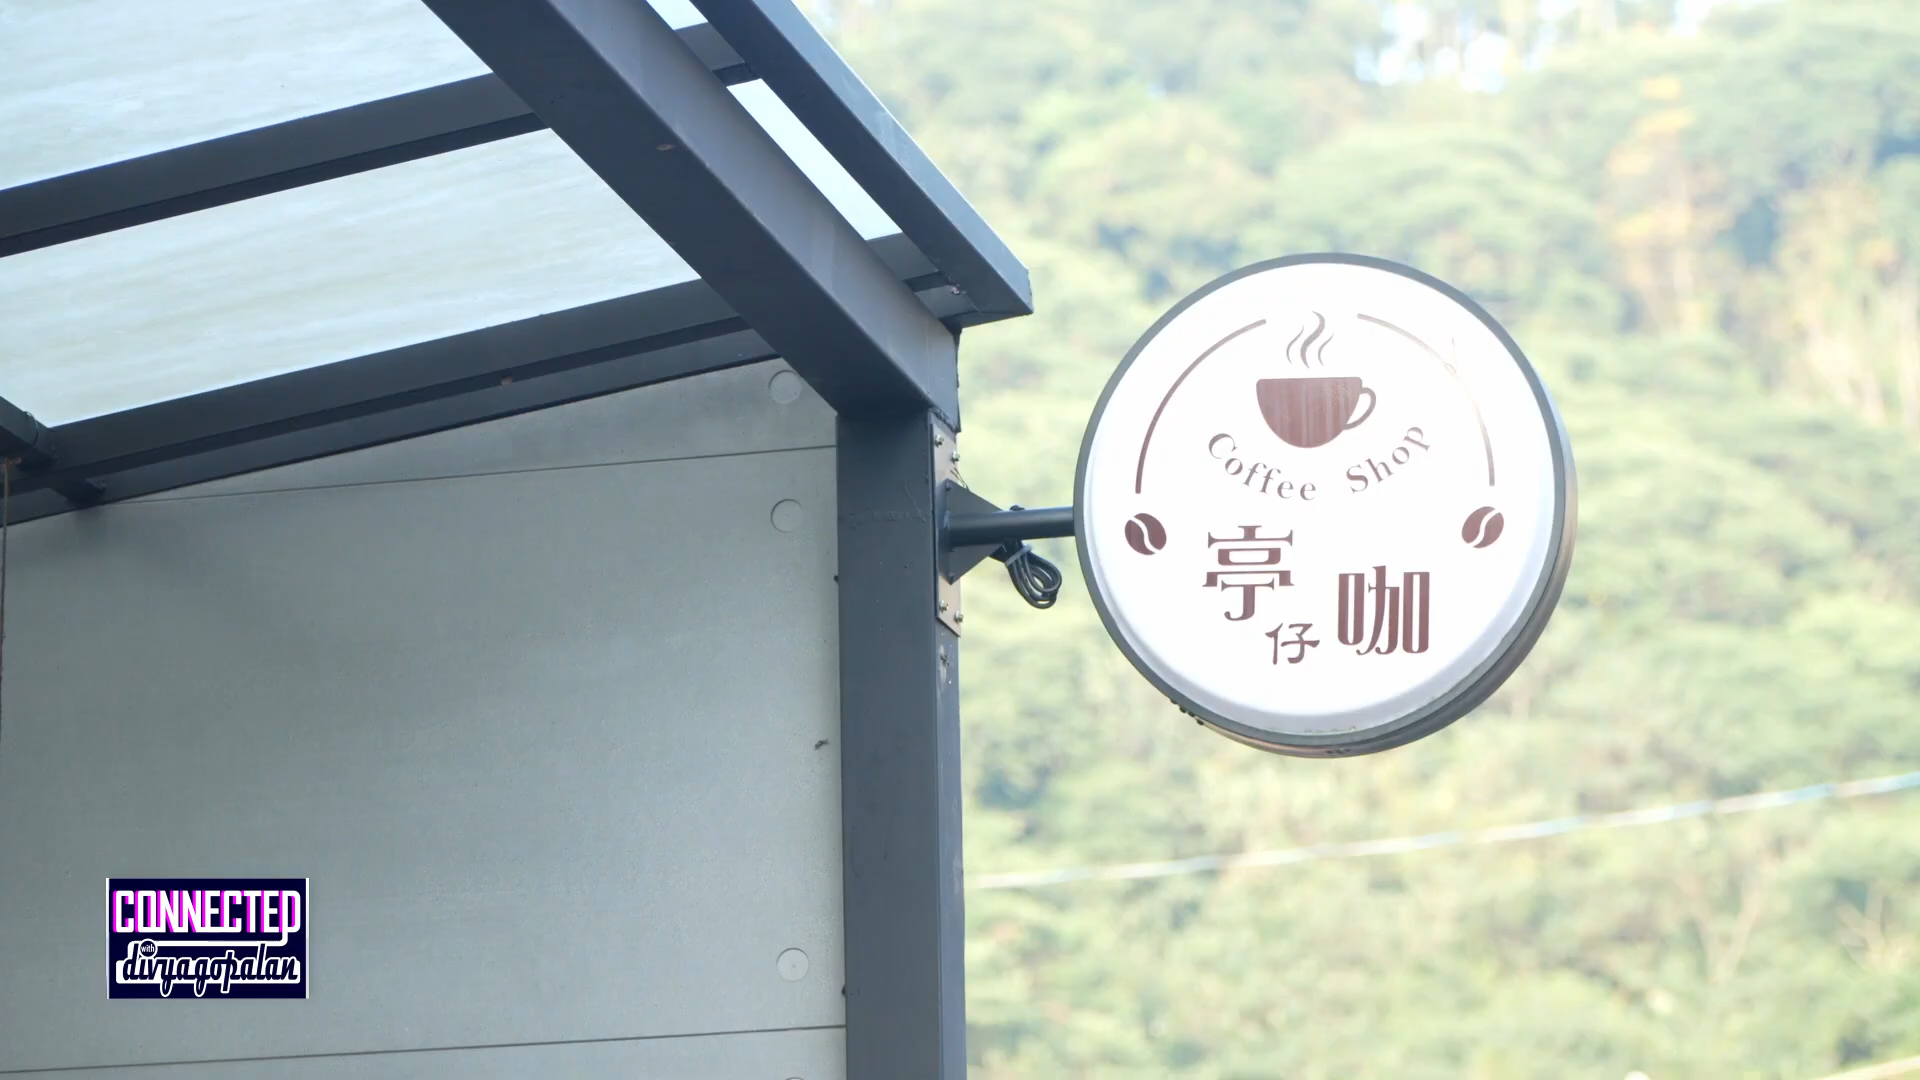 Coffee Shop
亭仔咖
CONNECTED
with
divyagopalan